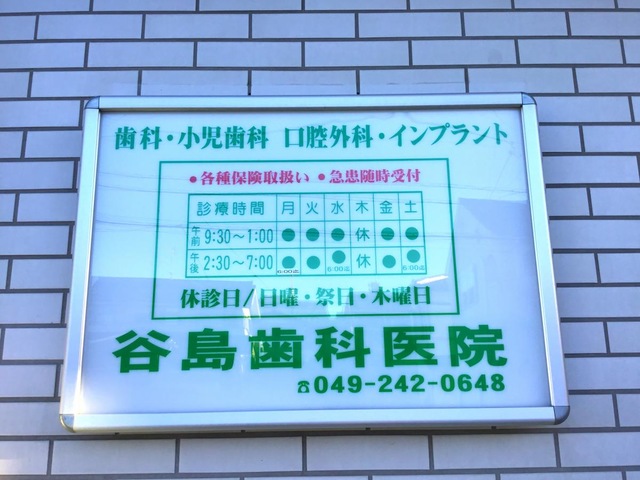 歯科・小児歯科 口腔外科・インプラント
●各種保険取扱い ●急患随時受付
診療時間 月 火 水 木 金 土
午前 9:30～1:00 ● ● ● 休 ● ●
午後 2:30～7:00 ● ● ● 休 ● ●
6:00迄 6:00迄 6:00迄
休診日/日曜・祭日・木曜日
谷島歯科医院
☎049-242-0648